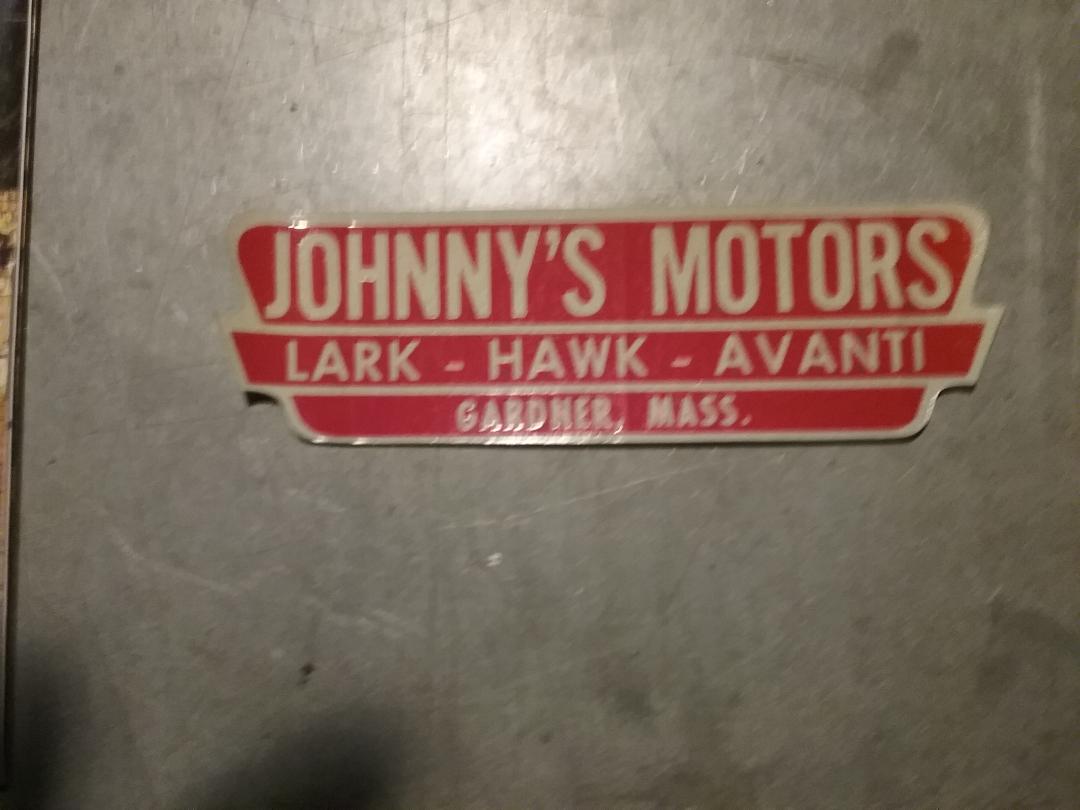 JOHNNY'S MOTORS
LARK - HAWK - AVANTI
GARDNER, MASS.